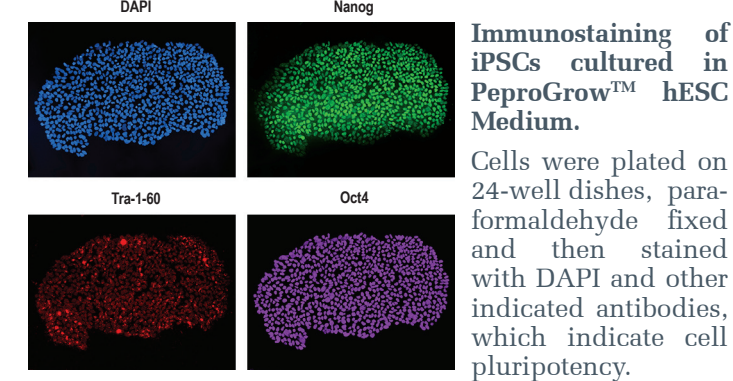 DAPI
Nanog
Tra-1-60
Oct4
Immunostaining of
iPSCs cultured in
PeproGrow™ hESC
Medium.
Cells were plated on
24-well dishes, para-
formaldehyde fixed
and then stained
with DAPI and other
indicated antibodies,
which indicate cell
pluripotency.